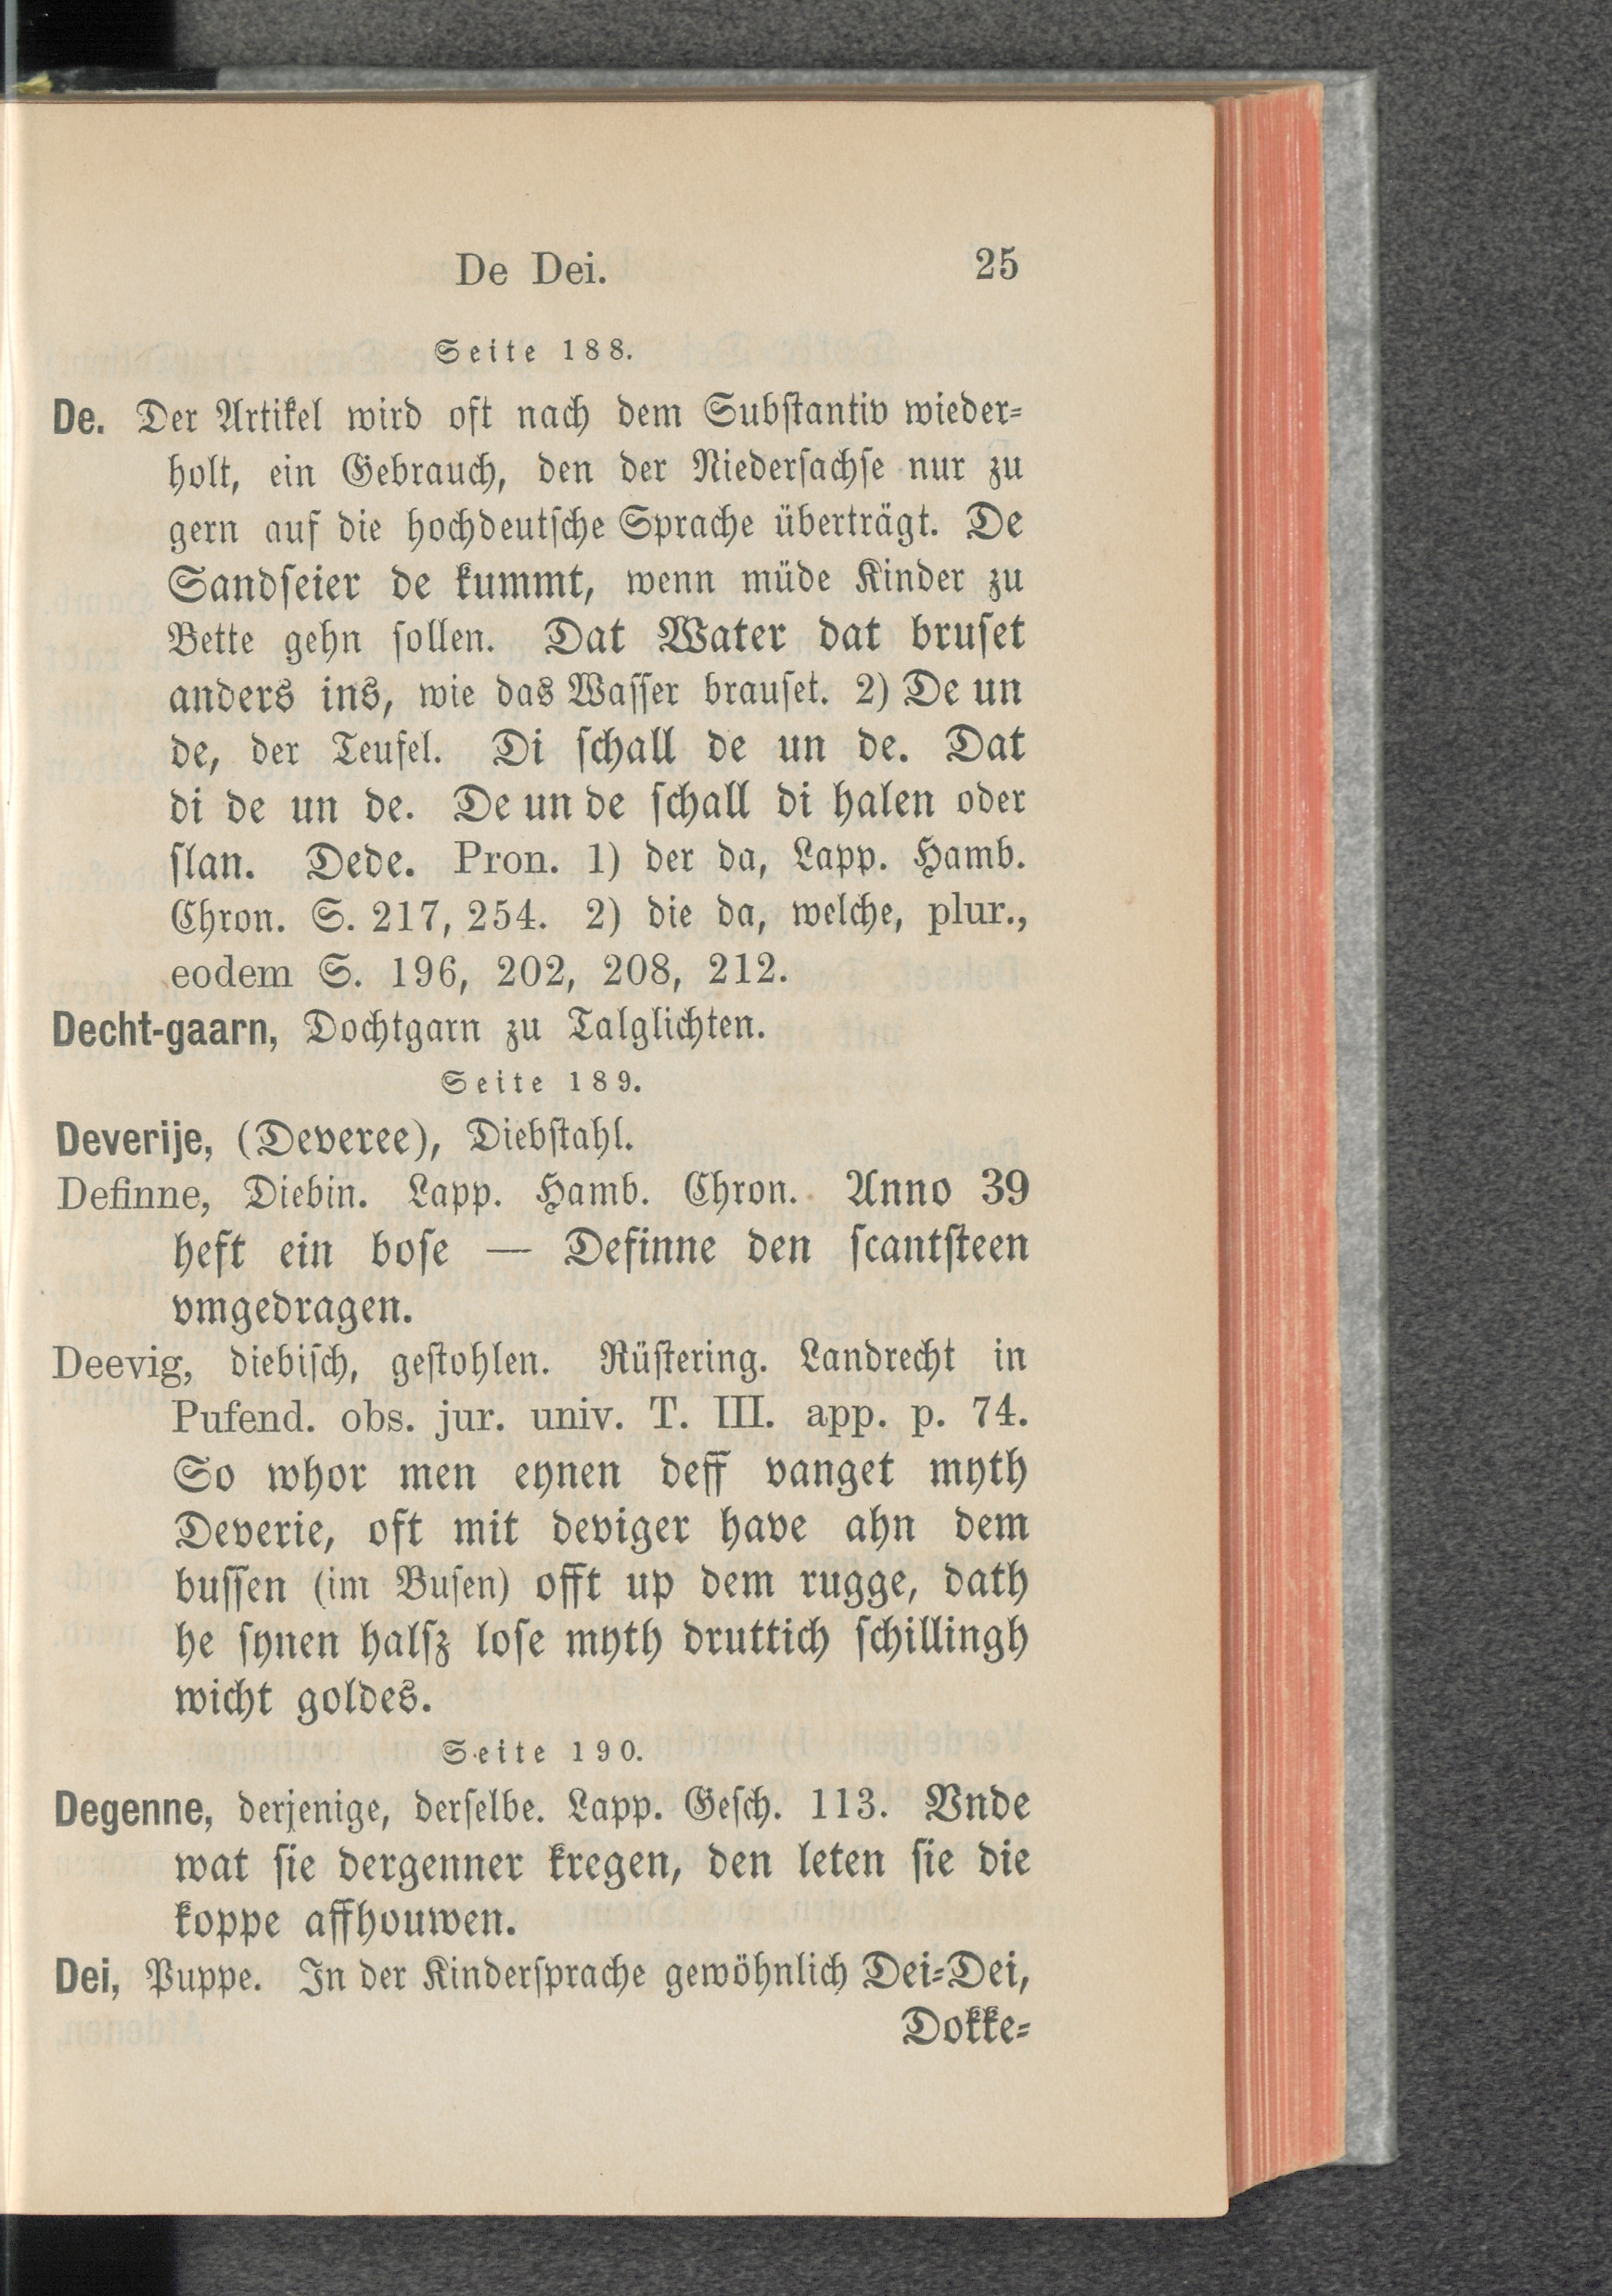 De Dei. 25
Seite 188.
De. Der Artikel wird oft nach dem Subſtantiv wieder-
holt, ein Gebrauch, den der Niederſachſe nur zu
gern auf die hochdeutſche Sprache überträgt. De
Sandſeier de kummt, wenn müde Kinder zu
Bette gehn ſollen. Dat Water dat bruſet
anders ins, wie das Waſſer brauſet. 2) De un
de, der Teufel. Di ſchall de un de. Dat
di de un de. De un de ſchall di halen oder
ſlan. Dede. Pron. 1) der da, Lapp. Hamb.
Chron. S. 217, 254. 2) die da, welche, plur.,
eodem S. 196, 202, 208, 212.
Decht-gaarn, Dochtgarn zu Talglichten.
Seite 189.
Deverije, (Deveree), Diebſtahl.
Definne, Diebin. Lapp. Hamb. Chron. Anno 39
heft ein boſe — Definne den ſcantſteen
vmgedragen.
Deevig, diebiſch, geſtohlen. Rüſtering. Landrecht in
Pufend. obs. jur. univ. T. III. app. p. 74.
So whor men eynen deff vanget myth
Deverie, oft mit deviger have ahn dem
buſſen (im Buſen) offt up dem rugge, dath
he ſynen halſz loſe myth druttich ſchillingh
wicht goldes.
Seite 190.
Degenne, derjenige, derſelbe. Lapp. Geſch. 113. Vnde
wat ſie dergenner kregen, den leten ſie die
koppe affhouwen.
Dei, Puppe. In der Kinderſprache gewöhnlich Dei-Dei,
Dokke-